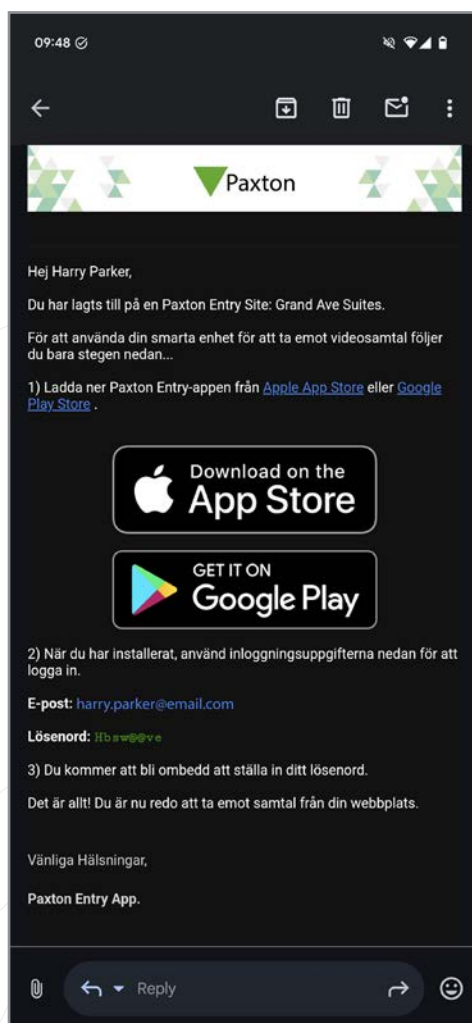 09:48
Paxton
Hej Harry Parker,
Du har lagts till på en Paxton Entry Site: Grand Ave Suites.
För att använda din smarta enhet för att ta emot videosamtal följer
du bara stegen nedan...
1) Ladda ner Paxton Entry-appen från Apple App Store eller Google
Play Store .
Download on the
App Store
GET IT ON
Google Play
2) När du har installerat, använd inloggningsuppgifterna nedan för att
logga in.
E-post: harry.parker@email.com
Lösenord: Hbsw@@ve
3) Du kommer att bli ombedd att ställa in ditt lösenord.
Det är allt! Du är nu redo att ta emot samtal från din webbplats.
Vänliga Hälsningar,
Paxton Entry App.
Reply